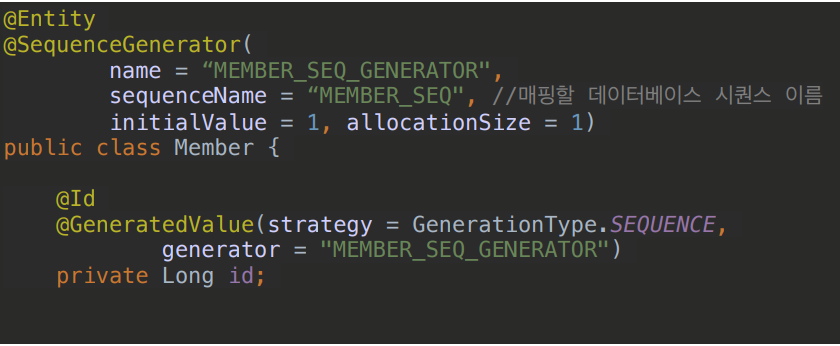 @Entity
@SequenceGenerator(
name = “MEMBER_SEQ_GENERATOR",
sequenceName = “MEMBER_SEQ", //매핑할 데이터베이스 시퀀스 이름
initialValue = 1, allocationSize = 1)
public class Member {
@Id
@GeneratedValue(strategy = GenerationType.SEQUENCE,
generator = "MEMBER_SEQ_GENERATOR")
private Long id;